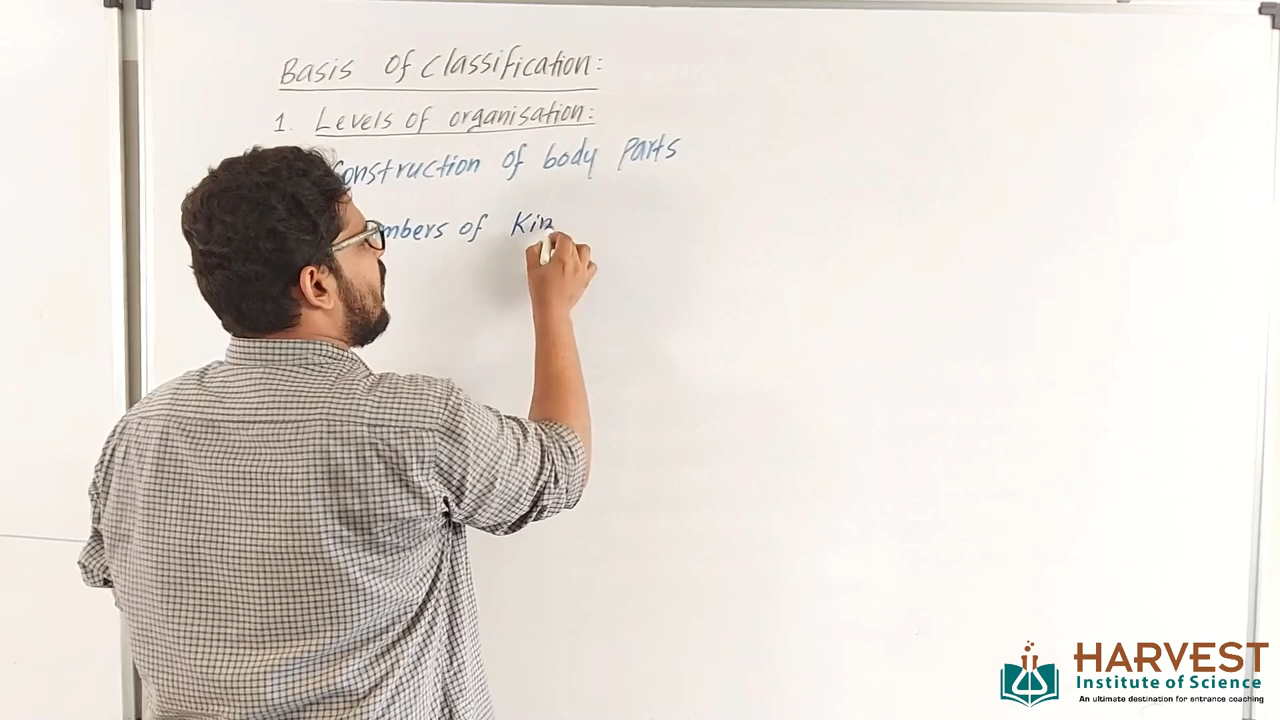 Basis of classification:
1. Levels of organisation:
construction of body parts
of Kin
HARVEST
Institute of Science
An ultimate destination for entrance coaching